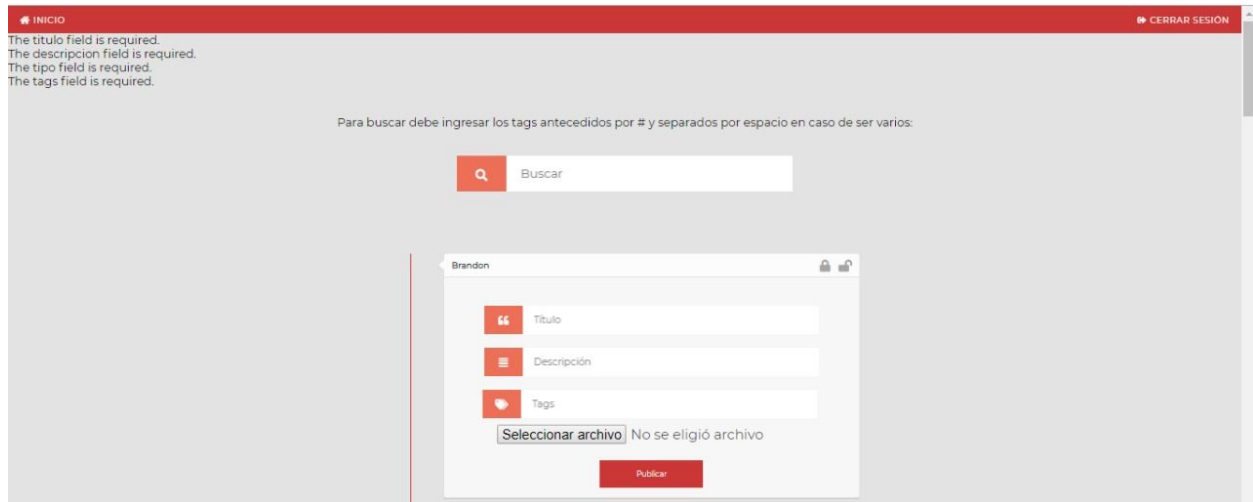 INICIO
CERRAR SESIÓN
The titulo field is required.
The descripcion field is required.
The tipo field is required.
The tags field is required.
Para buscar debe ingresar los tags antecedidos por # y separados por espacio en caso de ser varios:
Buscar
Brandon
Título
Descripción
Tags
Seleccionar archivo No se eligió archivo
Publicar